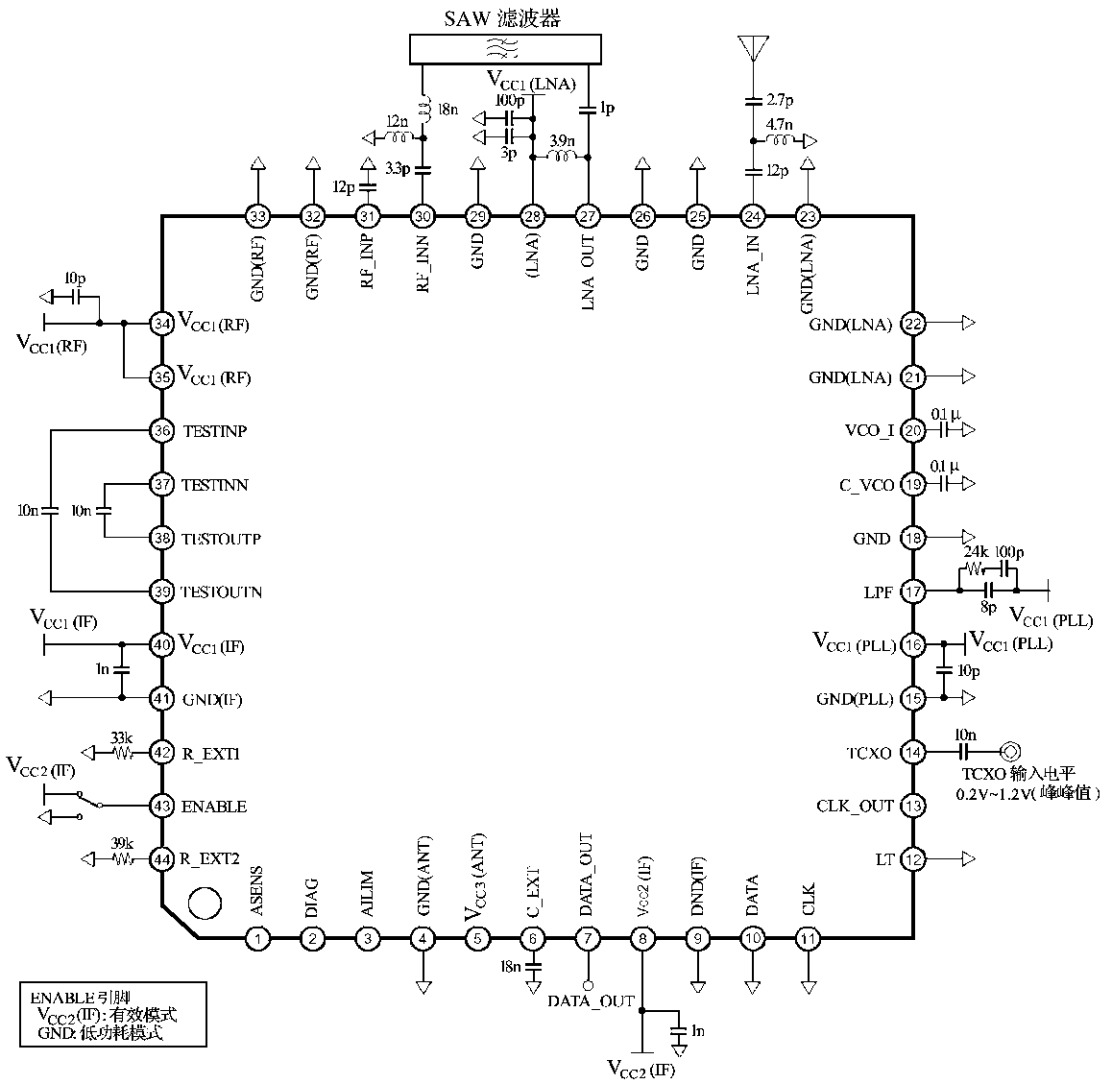 SAW 滤波器
VCC1 (LNA)
100p
1p
18n
12n
3p
3.9n
3.3p
12p
2.7p
4.7n
12p
33
32
31
30
29
28
27
26
25
24
23
GND(RF)
GND(RF)
RF_INP
RF_INN
GND
(LNA)
LNA_OUT
GND
GND
LNA_IN
GND(LNA)
10p
VCC1 (RF)
34 VCC1 (RF)
35 VCC1 (RF)
36 TESTINP
37 TESTINN
10n
10n
38 TESTOUTP
39 TESTOUTN
VCC1 (IF)
40 VCC1 (IF)
1n
41 GND(IF)
33k
42 R_EXT1
VCC2 (IF)
43 ENABLE
39k
44 R_EXT2
GND(LNA) 22
GND(LNA) 21
VCO_I 20
0.1 μ
C_VCO 19
0.1 μ
GND 18
24k
100p
LPF 17
8p
VCC1 (PLL)
VCC1 (PLL) 16
VCC1 (PLL)
10p
GND(PLL) 15
TCXO 14
10n
TCXO 输入电平
0.2V~1.2V( 峰峰值 )
CLK_OUT 13
LT 12
ASENS
DIAG
AILIM
GND(ANT)
VCC3 (ANT)
C_EXT
DATA_OUT
Vcc2 (IF)
DND(IF)
DATA
CLK
1
2
3
4
5
6
7
8
9
10
11
18n
DATA_OUT
1n
VCC2 (IF)
ENABLE 引脚
VCC2 (IF): 有效模式
GND: 低功耗模式